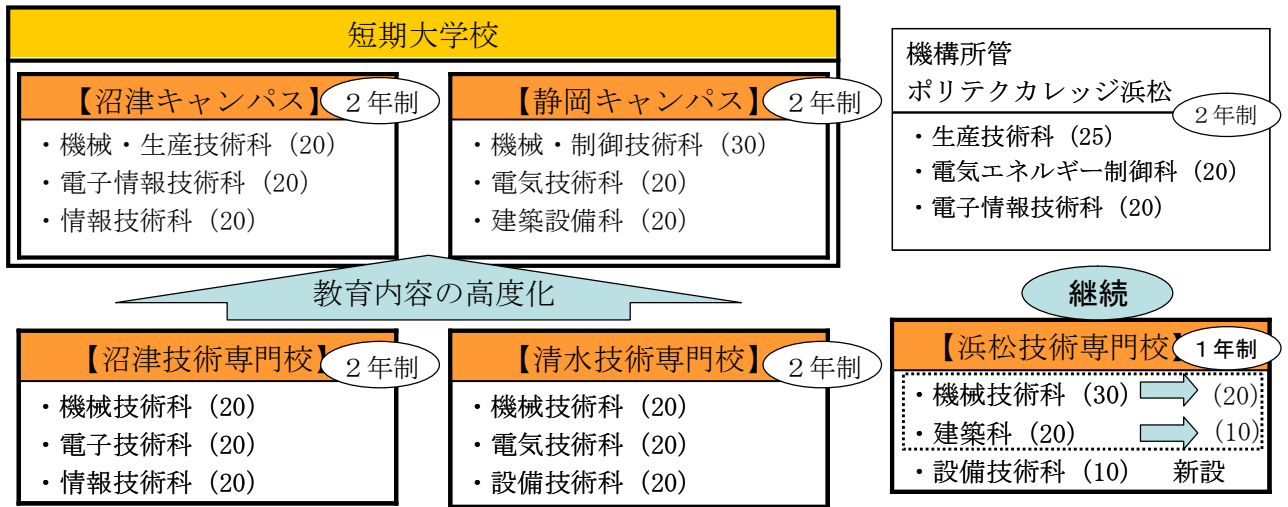 短期大学校
【沼津キャンパス】
２年制
・機械・生産技術科 (20)
・電子情報技術科 (20)
・情報技術科 (20)
【静岡キャンパス】
２年制
・機械・制御技術科 (30)
・電気技術科 (20)
・建築設備科 (20)
機構所管
ポリテクカレッジ浜松
２年制
・生産技術科 (25)
・電気エネルギー制御科 (20)
・電子情報技術科 (20)
教育内容の高度化
継続
【沼津技術専門校】
２年制
・機械技術科 (20)
・電子技術科 (20)
・情報技術科 (20)
【清水技術専門校】
２年制
・機械技術科 (20)
・電気技術科 (20)
・設備技術科 (20)
【浜松技術専門校】
１年制
・機械技術科 (30) (20)
・建築科 (20) (10)
・設備技術科 (10) 新設